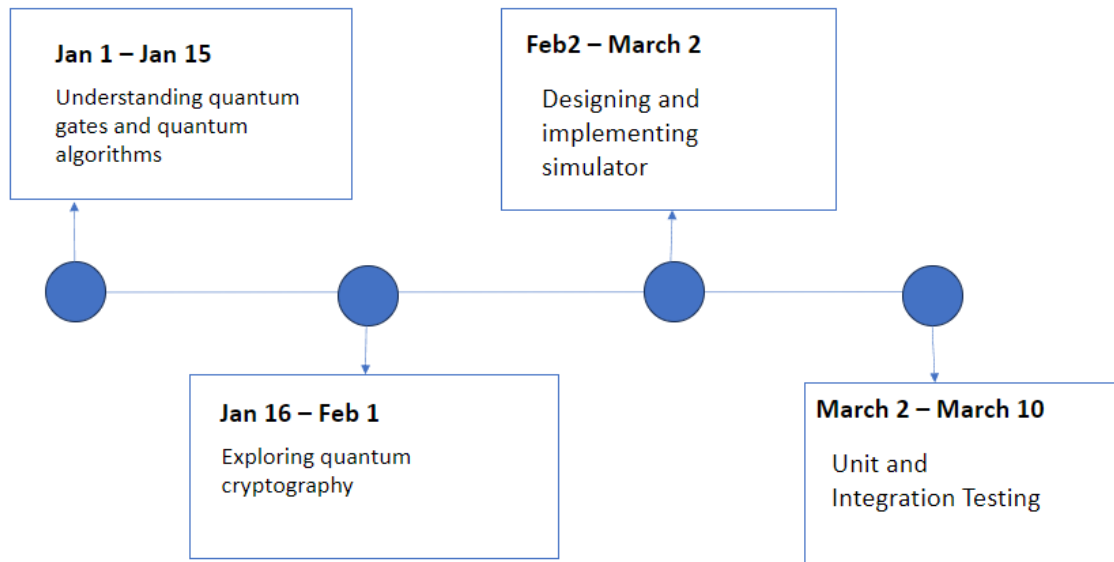 Jan 1 – Jan 15
Understanding quantum
gates and quantum
algorithms
Jan 16 – Feb 1
Exploring quantum
cryptography
Feb2 – March 2
Designing and
implementing
simulator
March 2 – March 10
Unit and
Integration Testing